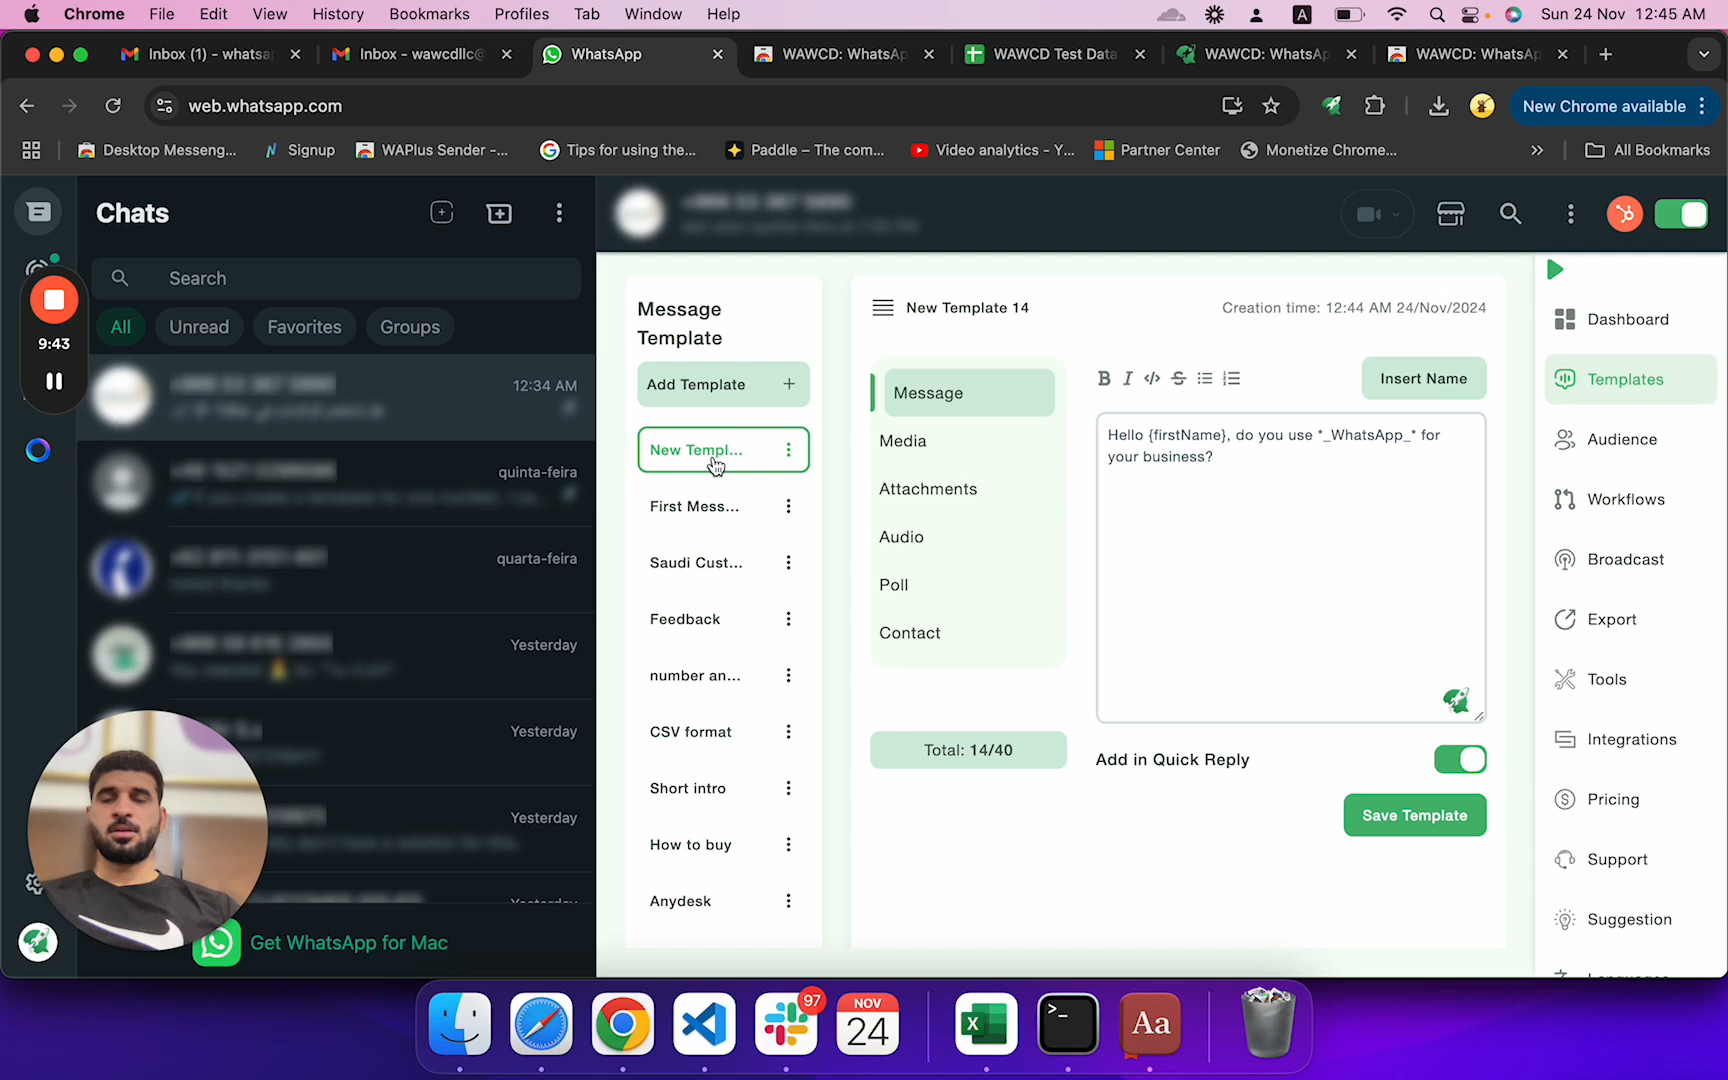 Chrome File Edit View History Bookmarks Profiles Tab Window Help
A
Sun 24 Nov 12:45 AM
Inbox (1) - whatsa
Inbox - wawcdllc@
WhatsApp
WAWCD: WhatsAp
WAWCD Test Data
WAWCD: WhatsAp
WAWCD: WhatsAp
web.whatsapp.com
New Chrome available
Desktop Messeng...
Signup
WAPlus Sender -...
Tips for using the...
Paddle – The com...
Video analytics - Y...
Partner Center
Monetize Chrome...
All Bookmarks
Chats
Search
All
Unread
Favorites
Groups
9:43
12:34 AM
quinta-feira
quarta-feira
Yesterday
Yesterday
Yesterday
Get WhatsApp for Mac
Message
Template
Add Template +
New Templ...
First Mess...
Saudi Cust...
Feedback
number an...
CSV format
Short intro
How to buy
Anydesk
New Template 14
Creation time: 12:44 AM 24/Nov/2024
Message
Media
Attachments
Audio
Poll
Contact
Total: 14/40
B I </> S
Insert Name
Hello {firstName}, do you use *_WhatsApp_* for
your business?
Add in Quick Reply
Save Template
Dashboard
Templates
Audience
Workflows
Broadcast
Export
Tools
Integrations
Pricing
Support
Suggestion
97
NOV
24
X
>_
Aa